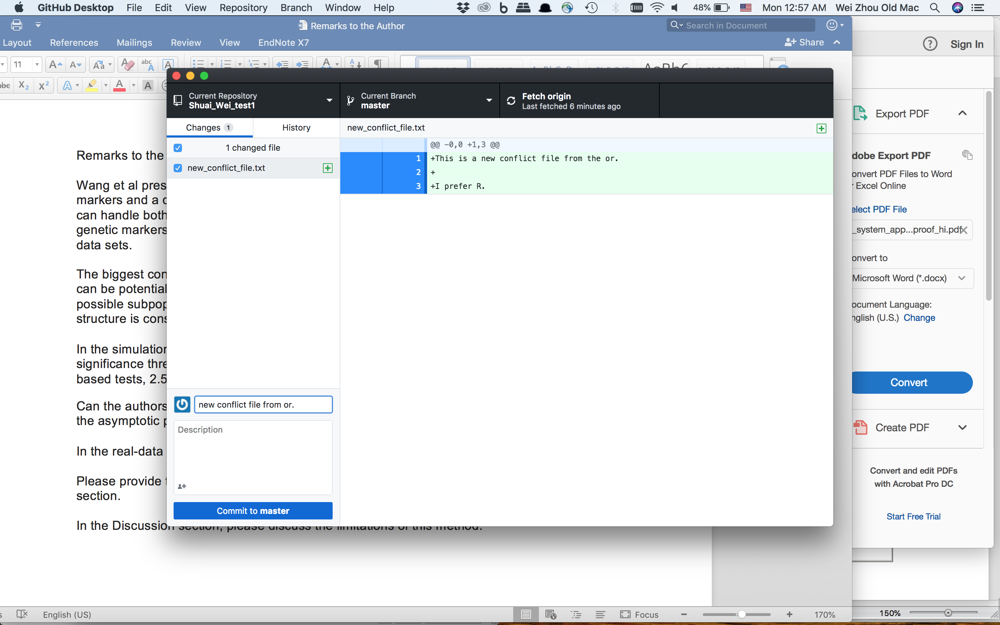 GitHub Desktop File Edit View Repository Branch Window Help 48% Mon 12:57 AM Wei Zhou Old Mac
Remarks to the Author
Search in Document
Layout References Mailings Review View EndNote X7
Share
Sign In
11
Current Repository
Shuai_Wei_test1
Current Branch
master
Fetch origin
Last fetched 6 minutes ago
Changes 1
History
new_conflict_file.txt
1 changed file
new_conflict_file.txt
@@ -0,0 +1,3 @@
1 +This is a new conflict file from the or.
2 +
3 +I prefer R.
new conflict file from or.
Description
Commit to master
Remarks to the
Wang et al pres
markers and a
can handle both
genetic markers
data sets.
The biggest con
can be potential
possible subpop
structure is cons
In the simulation
significance thre
based tests, 2.5
Can the authors
the asymptotic p
In the real-data
Please provide
section.
In the Discussion section, please discuss the limitations of this method.
Export PDF
dobe Export PDF
onvert PDF Files to Word
r Excel Online
elect PDF File
_system_app...proof_hi.pdf
onvert to
Microsoft Word (*.docx)
ocument Language:
nglish (U.S.) Change
Convert
Create PDF
Convert and edit PDFs
with Acrobat Pro DC
Start Free Trial
English (US)
Focus
170%
150%